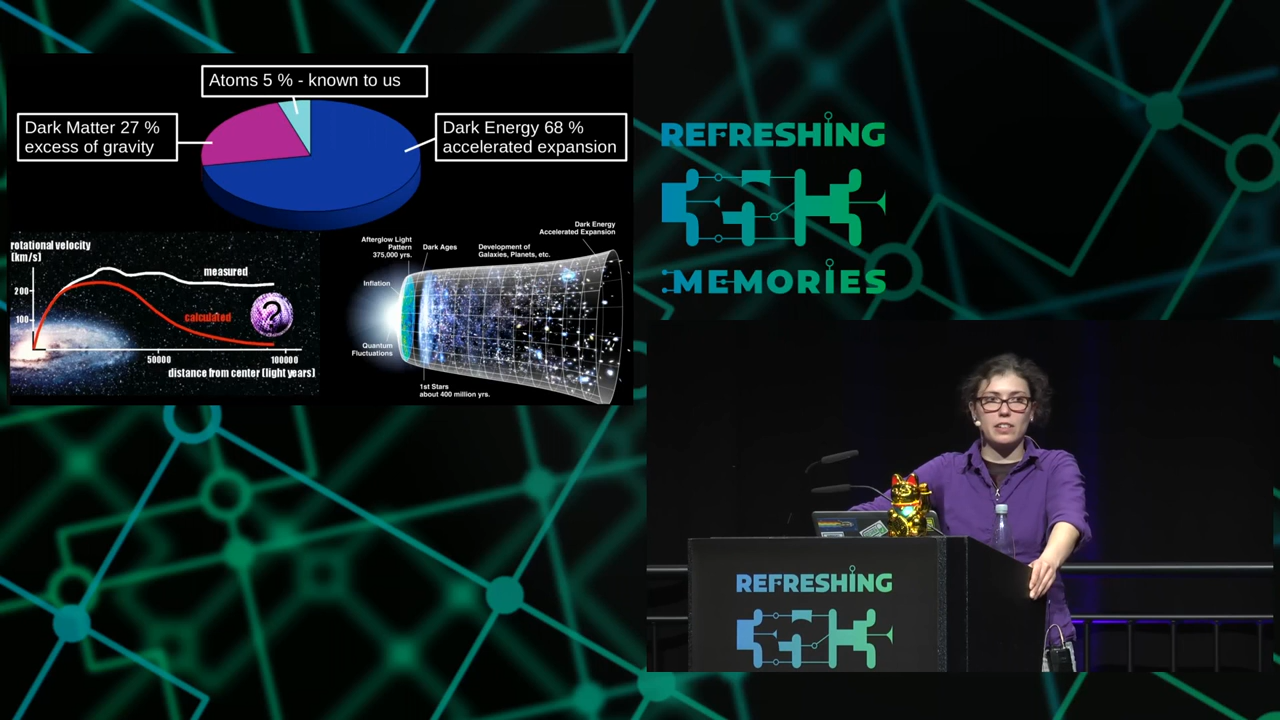 Atoms 5 % - known to us
Dark Matter 27 %
excess of gravity
Dark Energy 68 %
accelerated expansion
rotational velocity
(km/s)
measured
200
100
calculated
?
50000
100000
distance from center (light years)
Dark Energy
Accelerated Expansion
Afterglow Light
Pattern
375,000 yrs.
Dark Ages
Development of
Galaxies, Planets, etc.
Inflation
Quantum
Fluctuations
1st Stars
about 400 million yrs.
REFRESHING
MEMORIES
REFRESHING